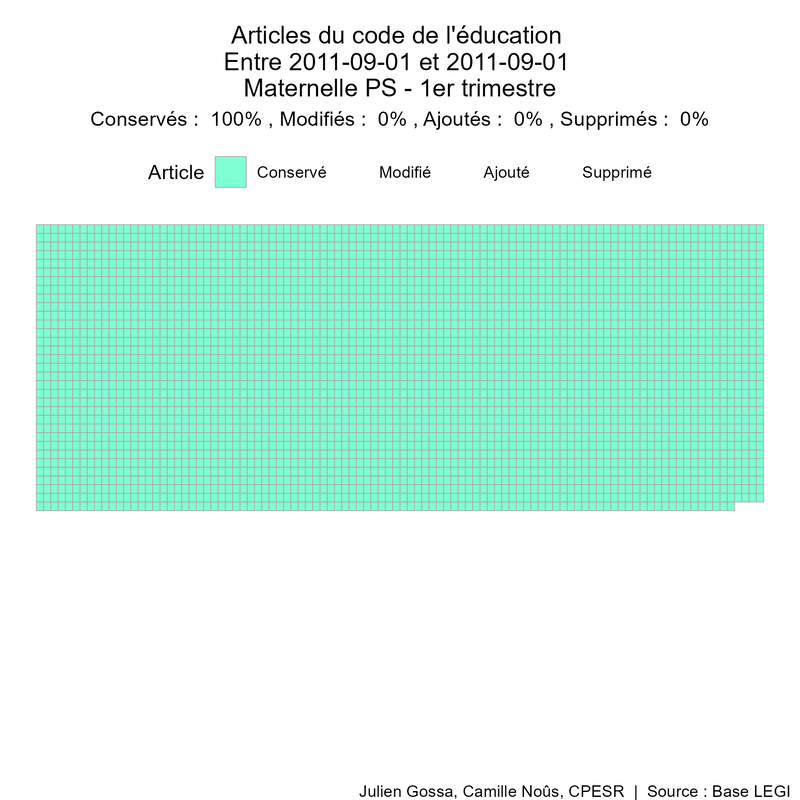 Articles du code de l'éducation
Entre 2011-09-01 et 2011-09-01
Maternelle PS - 1er trimestre
Conservés : 100% , Modifiés : 0% , Ajoutés : 0% , Supprimés : 0%
Article Conservé Modifié Ajouté Supprimé
Julien Gossa, Camille Noûs, CPESR | Source : Base LEGI